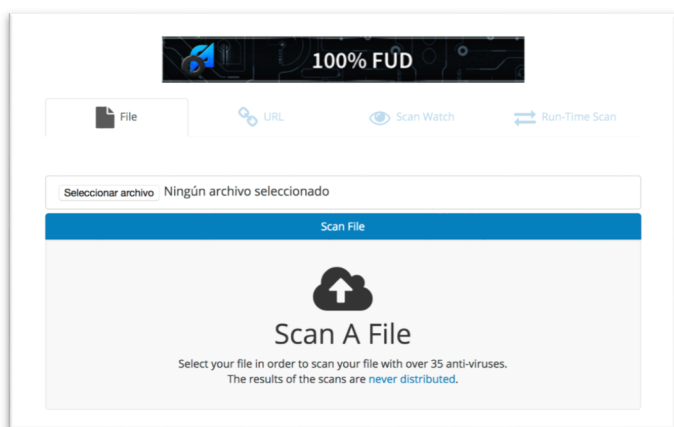 100% FUD
File
URL
Scan Watch
Run-Time Scan
Seleccionar archivo Ningún archivo seleccionado
Scan File
Scan A File
Select your file in order to scan your file with over 35 anti-viruses.
The results of the scans are never distributed.